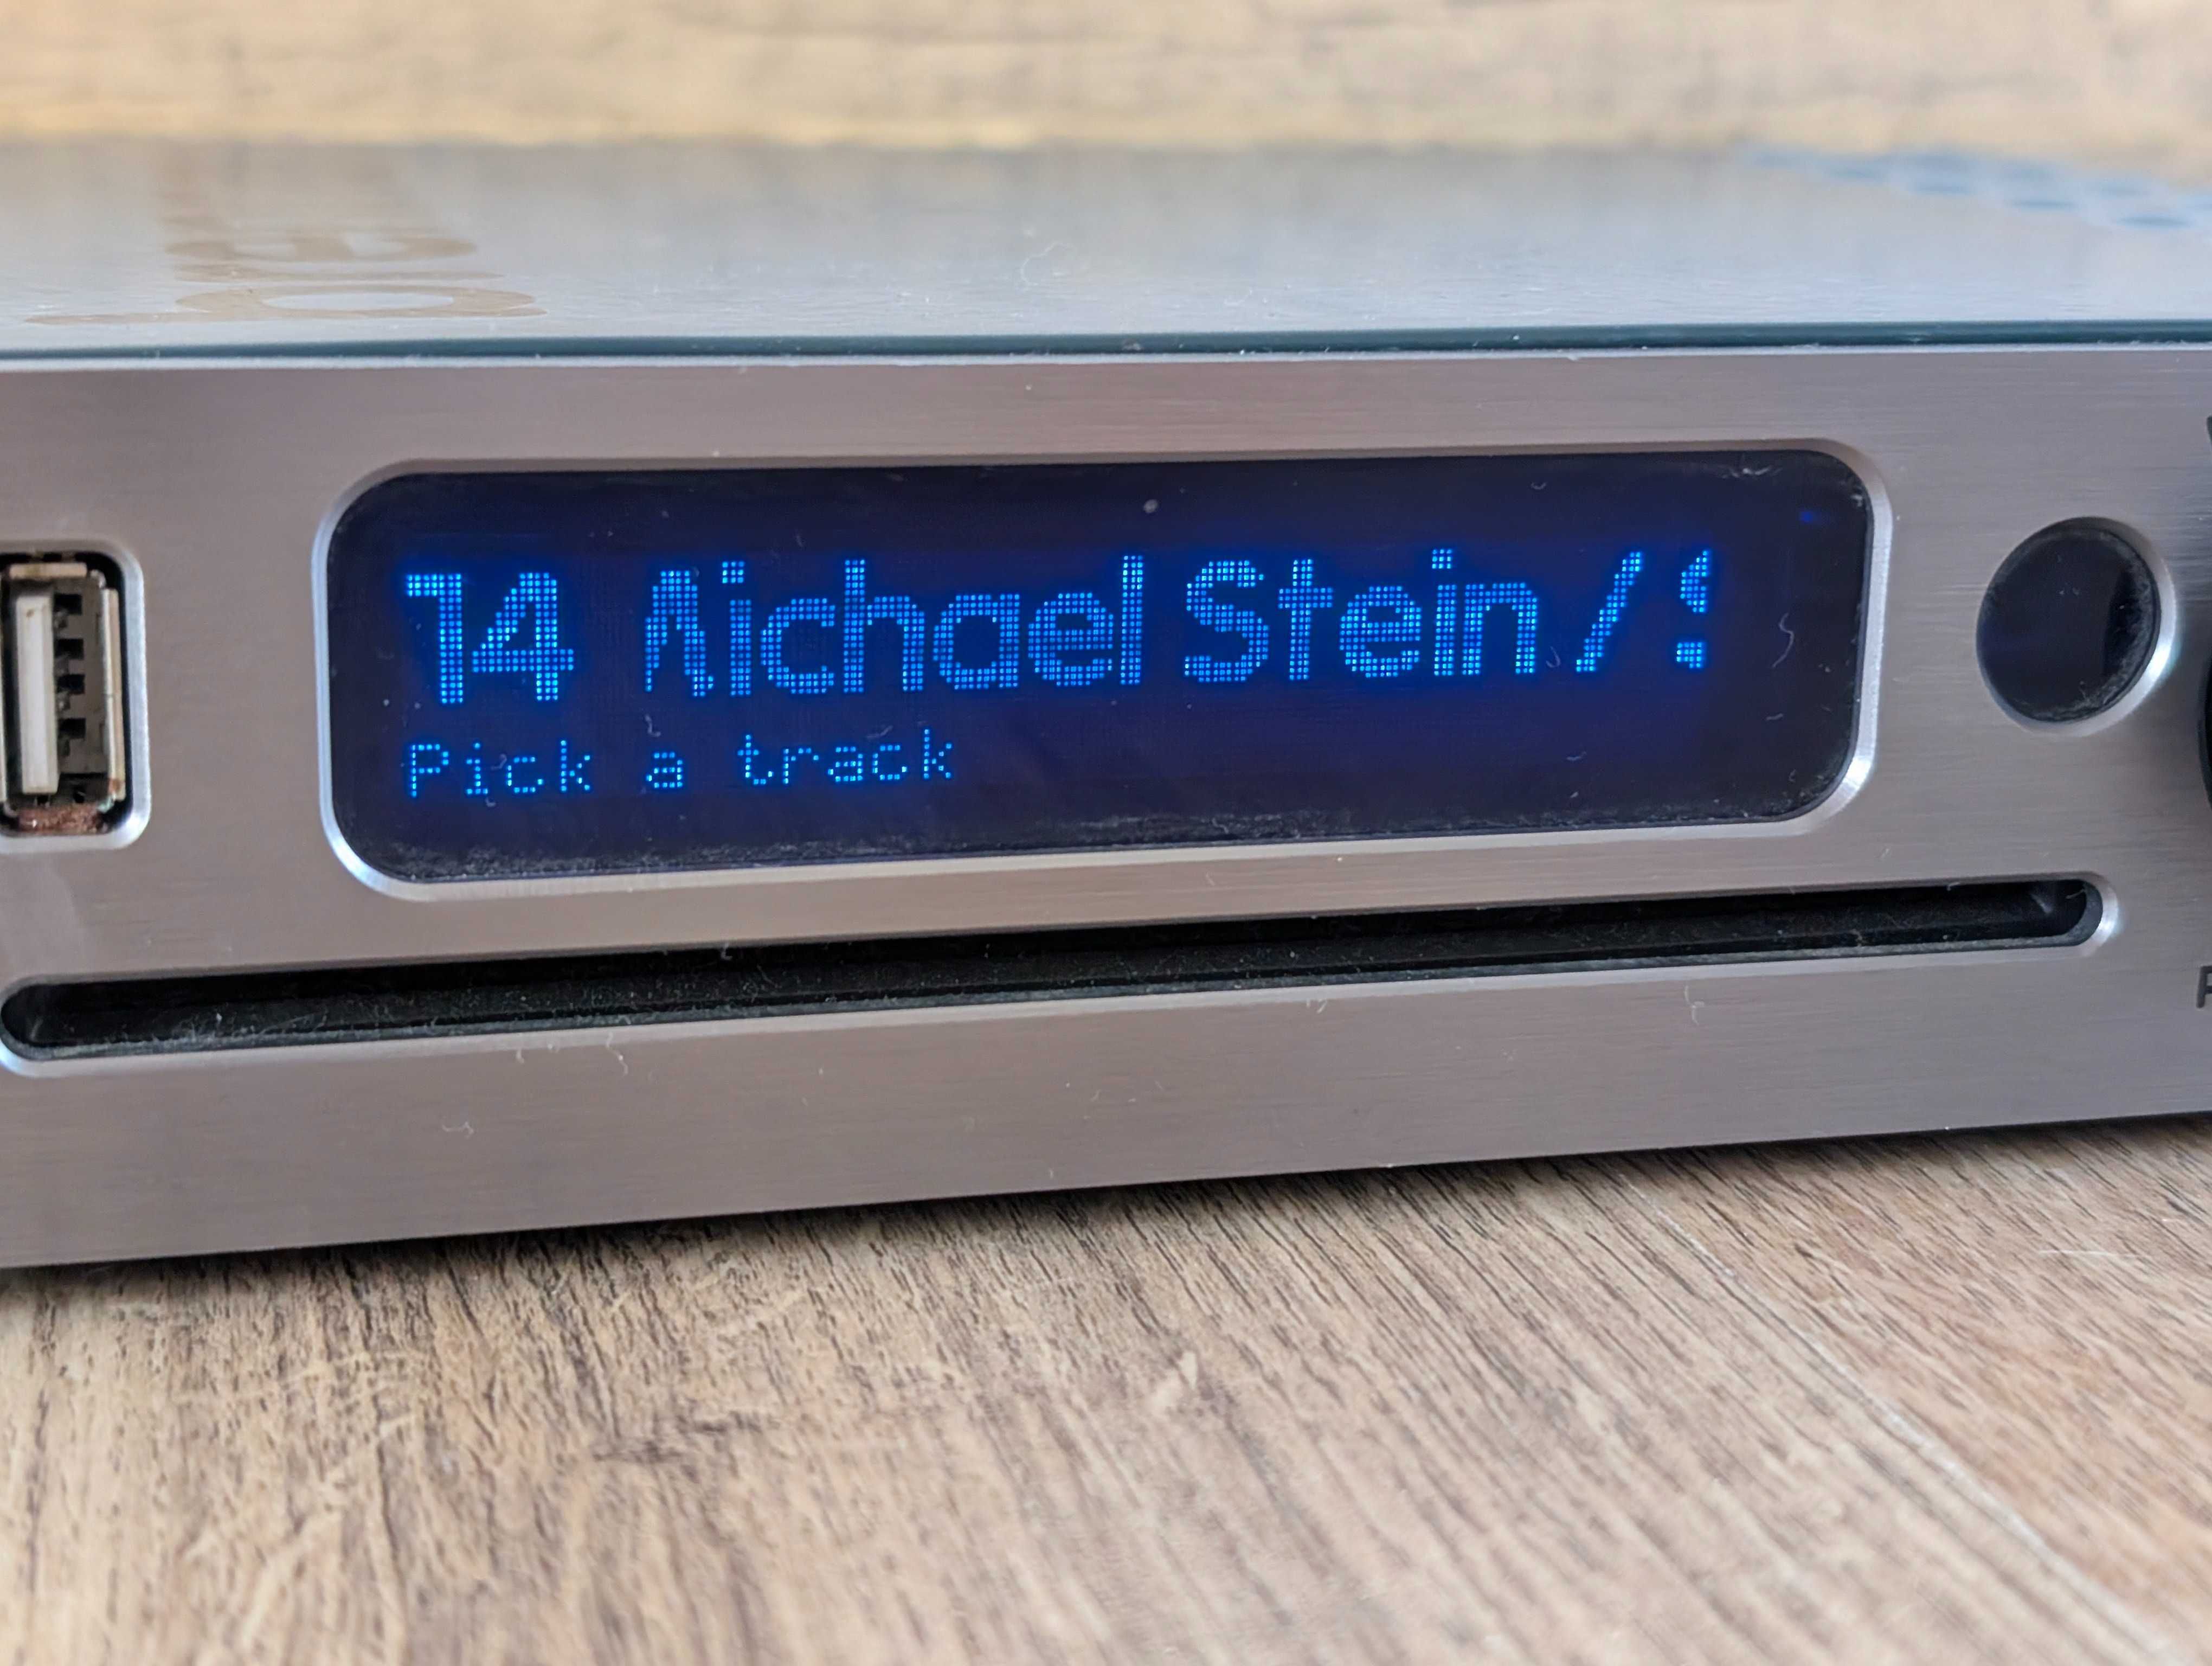 14 Michael Stein / S
Pick a track